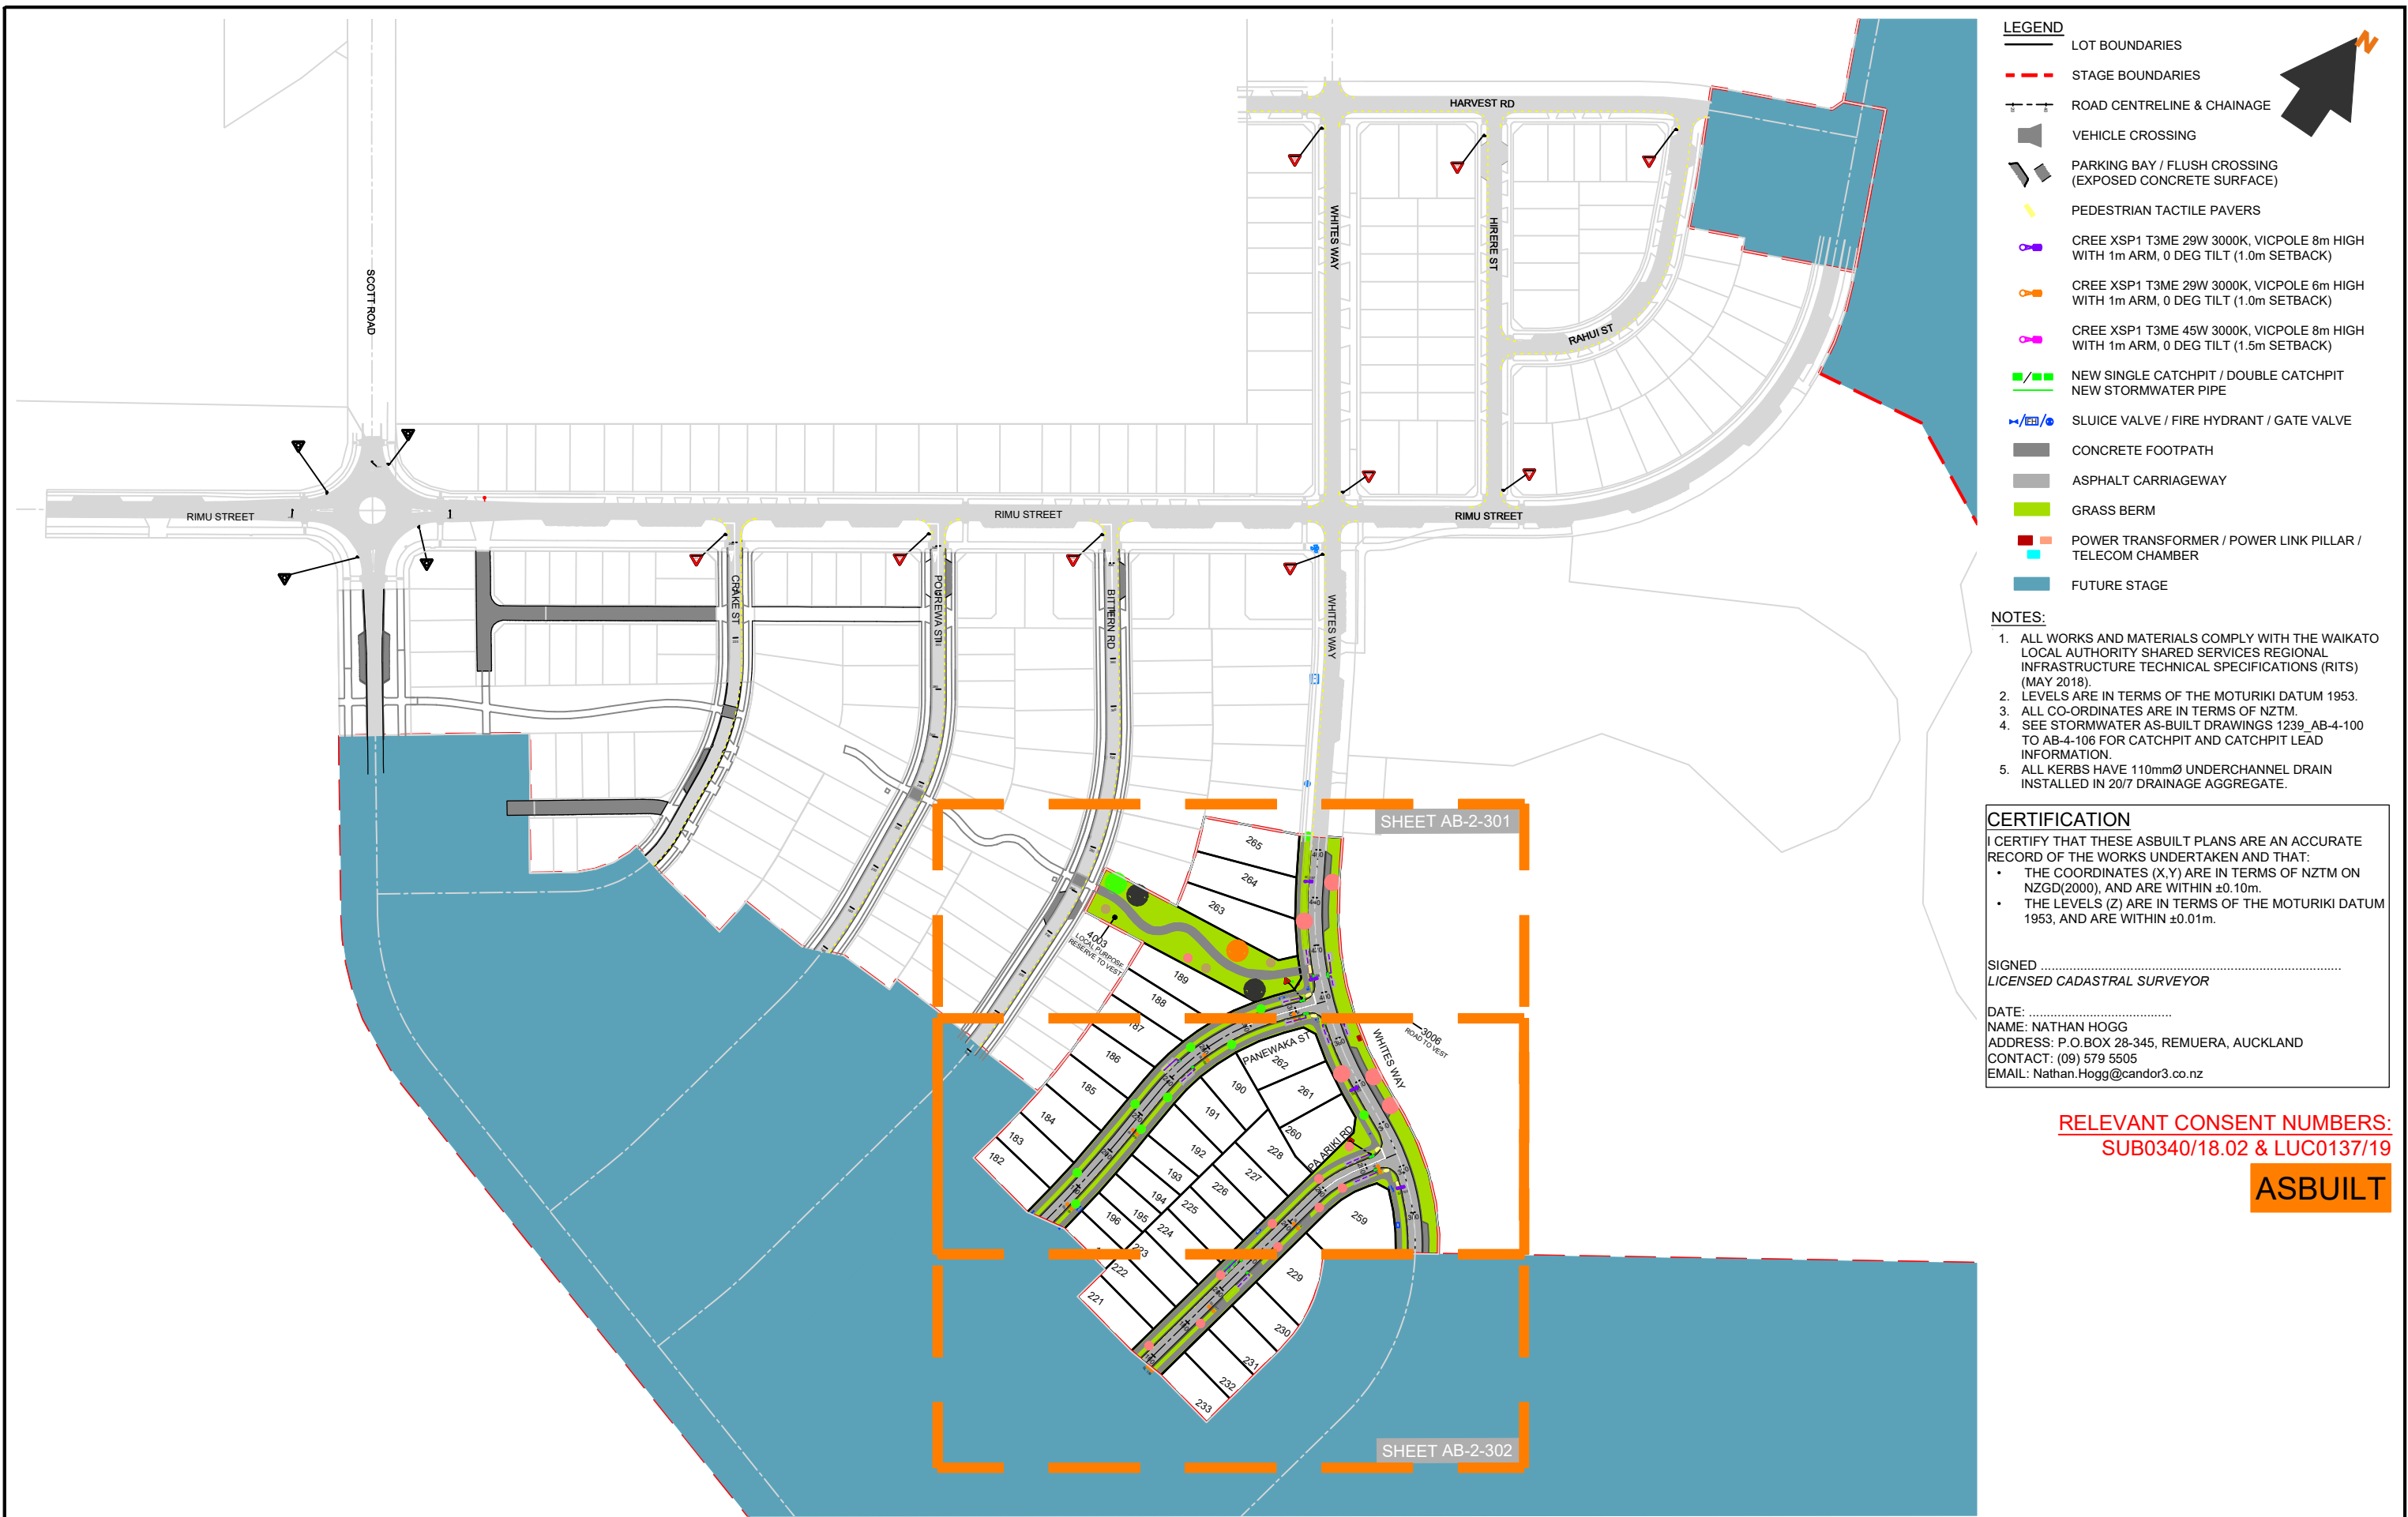 LEGEND
N
LOT BOUNDARIES
STAGE BOUNDARIES
ROAD CENTRELINE & CHAINAGE
VEHICLE CROSSING
PARKING BAY / FLUSH CROSSING
(EXPOSED CONCRETE SURFACE)
PEDESTRIAN TACTILE PAVERS
CREE XSP1 T3ME 29W 3000K, VICPOLE 8m HIGH
WITH 1m ARM, 0 DEG TILT (1.0m SETBACK)
CREE XSP1 T3ME 29W 3000K, VICPOLE 6m HIGH
WITH 1m ARM, 0 DEG TILT (1.0m SETBACK)
CREE XSP1 T3ME 45W 3000K, VICPOLE 8m HIGH
WITH 1m ARM, 0 DEG TILT (1.5m SETBACK)
NEW SINGLE CATCHPIT / DOUBLE CATCHPIT
NEW STORMWATER PIPE
SLUICE VALVE / FIRE HYDRANT / GATE VALVE
CONCRETE FOOTPATH
ASPHALT CARRIAGEWAY
GRASS BERM
POWER TRANSFORMER / POWER LINK PILLAR /
TELECOM CHAMBER
FUTURE STAGE
NOTES:
1. ALL WORKS AND MATERIALS COMPLY WITH THE WAIKATO
LOCAL AUTHORITY SHARED SERVICES REGIONAL
INFRASTRUCTURE TECHNICAL SPECIFICATIONS (RITS)
(MAY 2018).
2. LEVELS ARE IN TERMS OF THE MOTURIKI DATUM 1953.
3. ALL CO-ORDINATES ARE IN TERMS OF NZTM.
4. SEE STORMWATER AS-BUILT DRAWINGS 1239_AB-4-100
TO AB-4-106 FOR CATCHPIT AND CATCHPIT LEAD
INFORMATION.
5. ALL KERBS HAVE 110mmØ UNDERCHANNEL DRAIN
INSTALLED IN 20/7 DRAINAGE AGGREGATE.
CERTIFICATION
I CERTIFY THAT THESE ASBUILT PLANS ARE AN ACCURATE
RECORD OF THE WORKS UNDERTAKEN AND THAT:
• THE COORDINATES (X,Y) ARE IN TERMS OF NZTM ON
NZGD(2000), AND ARE WITHIN ±0.10m.
• THE LEVELS (Z) ARE IN TERMS OF THE MOTURIKI DATUM
1953, AND ARE WITHIN ±0.01m.
SIGNED ...................................................................................
LICENSED CADASTRAL SURVEYOR
DATE: .......................................
NAME: NATHAN HOGG
ADDRESS: P.O.BOX 28-345, REMUERA, AUCKLAND
CONTACT: (09) 579 5505
EMAIL: Nathan.Hogg@candor3.co.nz
RELEVANT CONSENT NUMBERS:
SUB0340/18.02 & LUC0137/19
ASBUILT
HARVEST RD
WHITES WAY
HIRERE ST
RAHUI ST
SCOTT ROAD
RIMU STREET
RIMU STREET
RIMU STREET
CRAKE ST
POUREWA ST
BITTERN RD
WHITES WAY
SHEET AB-2-301
265
264
263
4003
LOCAL PURPOSE
RESERVE TO VEST
189
188
187
186
185
184
183
182
3006
ROAD TO VEST
WHITES WAY
PANEWAKA ST
262
261
260
190
191
192
193
194
195
196
PA ARIKI RD
228
227
226
225
224
223
222
221
259
229
230
231
232
233
SHEET AB-2-302